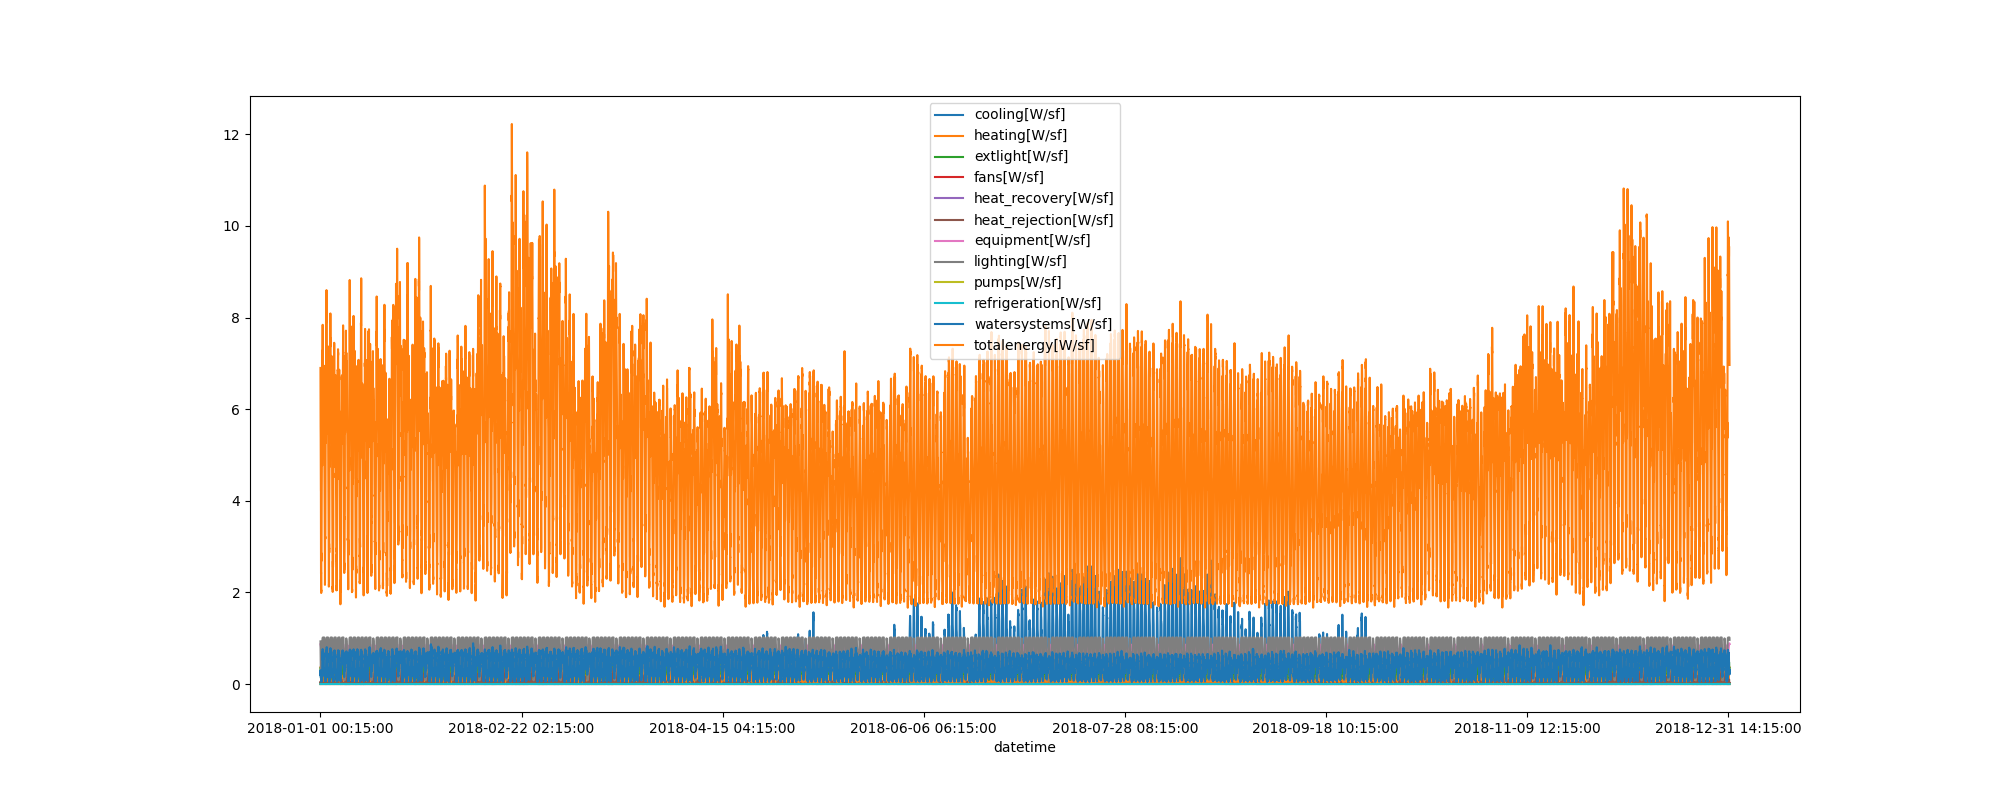 12
10
8
6
4
2
0
cooling[W/sf]
heating[W/sf]
extlight[W/sf]
fans[W/sf]
heat_recovery[W/sf]
heat_rejection[W/sf]
equipment[W/sf]
lighting[W/sf]
pumps[W/sf]
refrigeration[W/sf]
watersystems[W/sf]
totalenergy[W/sf]
2018-01-01 00:15:00 2018-02-22 02:15:00 2018-04-15 04:15:00 2018-06-06 06:15:00 2018-07-28 08:15:00 2018-09-18 10:15:00 2018-11-09 12:15:00 2018-12-31 14:15:00
datetime